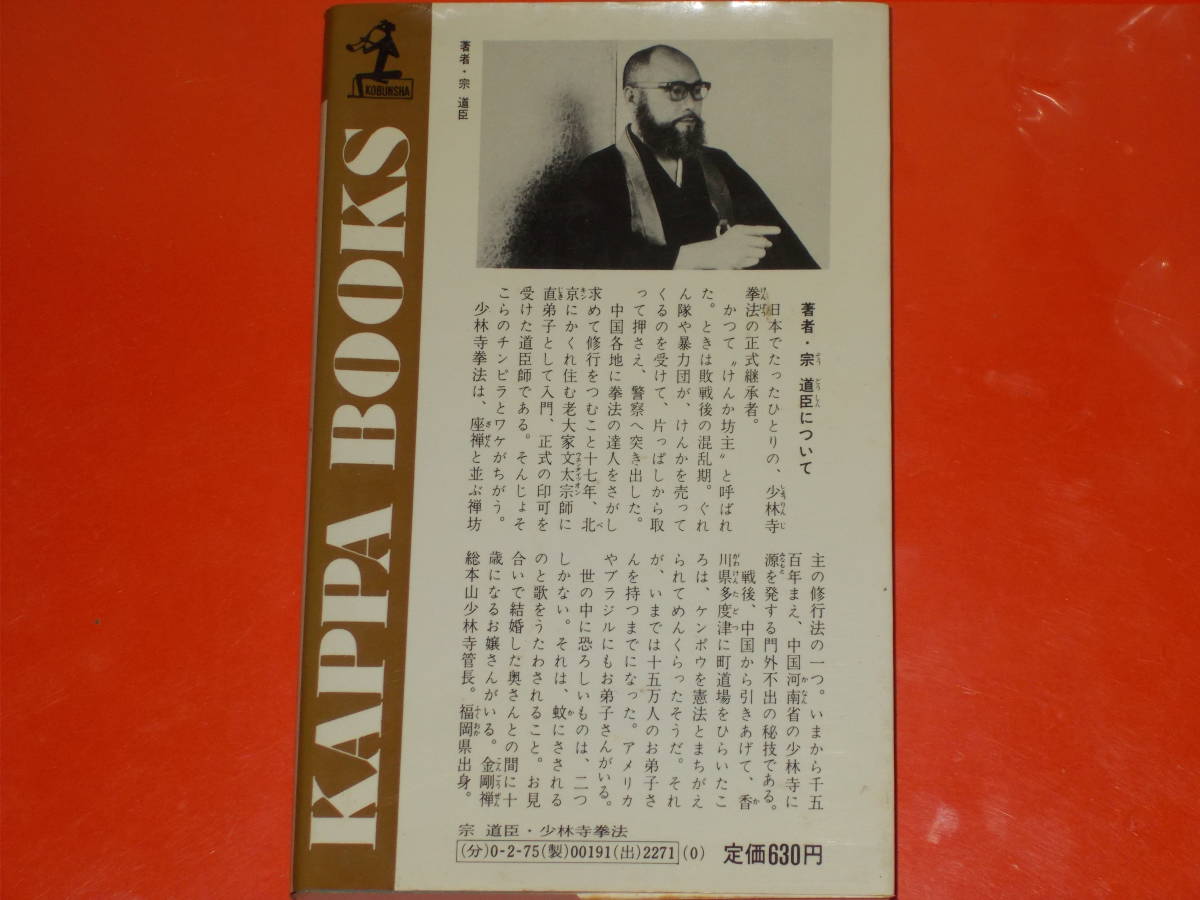 KOBUNSHA
KAPPA BOOKS
著者・宗 道臣
著者・宗 道臣について
日本でたったひとりの、少林寺
拳法の正式継承者。
かつて〝けんか坊主〟と呼ばれ
た。ときは敗戦後の混乱期。ぐれ
ん隊や暴力団が、けんかを売って
くるのを受けて、片っぱしから取
って押さえ、警察へ突き出した。
中国各地に拳法の達人をさがし
求めて修行をつむこと十七年、北
京にかくれ住む老大家文太宗師に
直弟子として入門、正式の印可を
受けた道臣師である。そんじょそ
こらのチンピラとワケがちがう。
少林寺拳法は、座禅と並ぶ禅坊
主の修行法の一つ。いまから千五
百年まえ、中国河南省の少林寺に
源を発する門外不出の秘技である。
戦後、中国から引きあげて、香
川県多度津に町道場をひらいたこ
ろは、ケンポウを憲法とまちがえ
られてめんくらったそうだ。それ
が、いまでは十五万人のお弟子さ
んを持つまでになった。アメリカ
やブラジルにもお弟子さんがいる。
世の中に恐ろしいものは、二つ
しかない。それは、蚊にさされる
のと歌をうたわされること。お見
合いで結婚した奥さんとの間に十
歳になるお嬢さんがいる。金剛禅
総本山少林寺管長。福岡県出身。
宗 道臣・少林寺拳法
(分)0-2-75(製)00191(出)2271(0) 定価630円